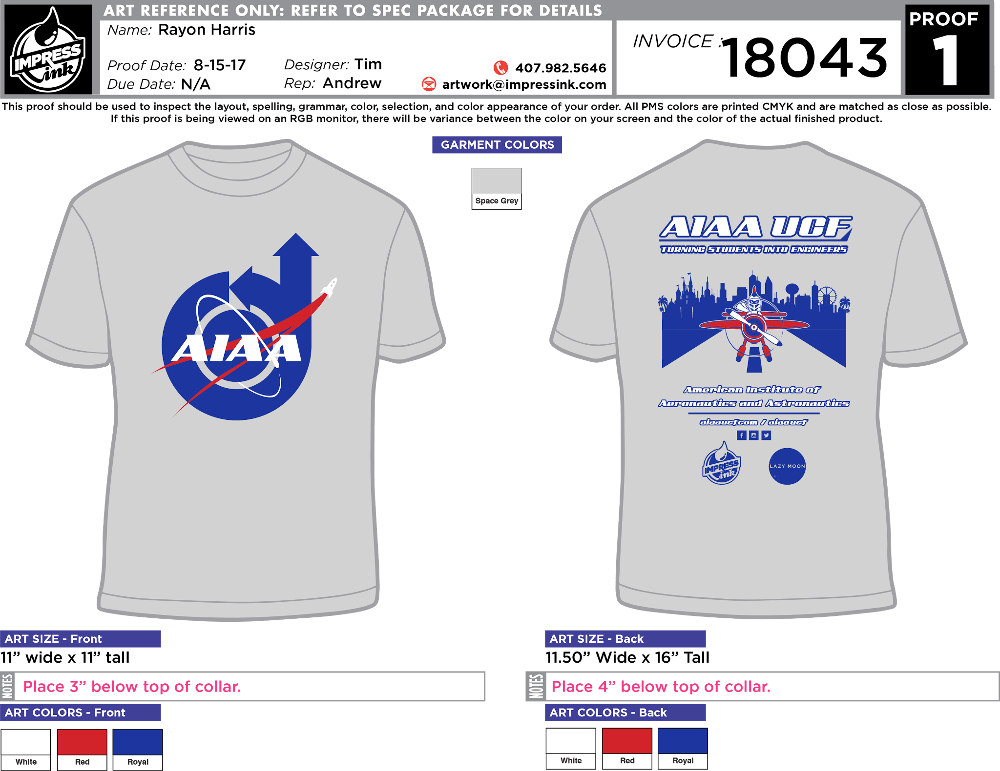 ART REFERENCE ONLY: REFER TO SPEC PACKAGE FOR DETAILS
IMPRESS
ink
Name: Rayon Harris
Proof Date: 8-15-17
Due Date: N/A
Designer: Tim
Rep: Andrew
407.982.5646
artwork@impressink.com
INVOICE : 18043
PROOF
1
This proof should be used to inspect the layout, spelling, grammar, color, selection, and color appearance of your order. All PMS colors are printed CMYK and are matched as close as possible.
If this proof is being viewed on an RGB monitor, there will be variance between the color on your screen and the color of the actual finished product.
GARMENT COLORS
Space Grey
AIAA
AIAA UCF
TURNING STUDENTS INTO ENGINEERS
American Institute of
Aeronautics and Astronautics
aiaaucf.com / aiaaucf
IMPRESS
ink
LAZY MOON
ART SIZE - Front
11” wide x 11” tall
NOTES
Place 3” below top of collar.
ART COLORS - Front
White
Red
Royal
ART SIZE - Back
11.50” Wide x 16” Tall
NOTES
Place 4” below top of collar.
ART COLORS - Back
White
Red
Royal